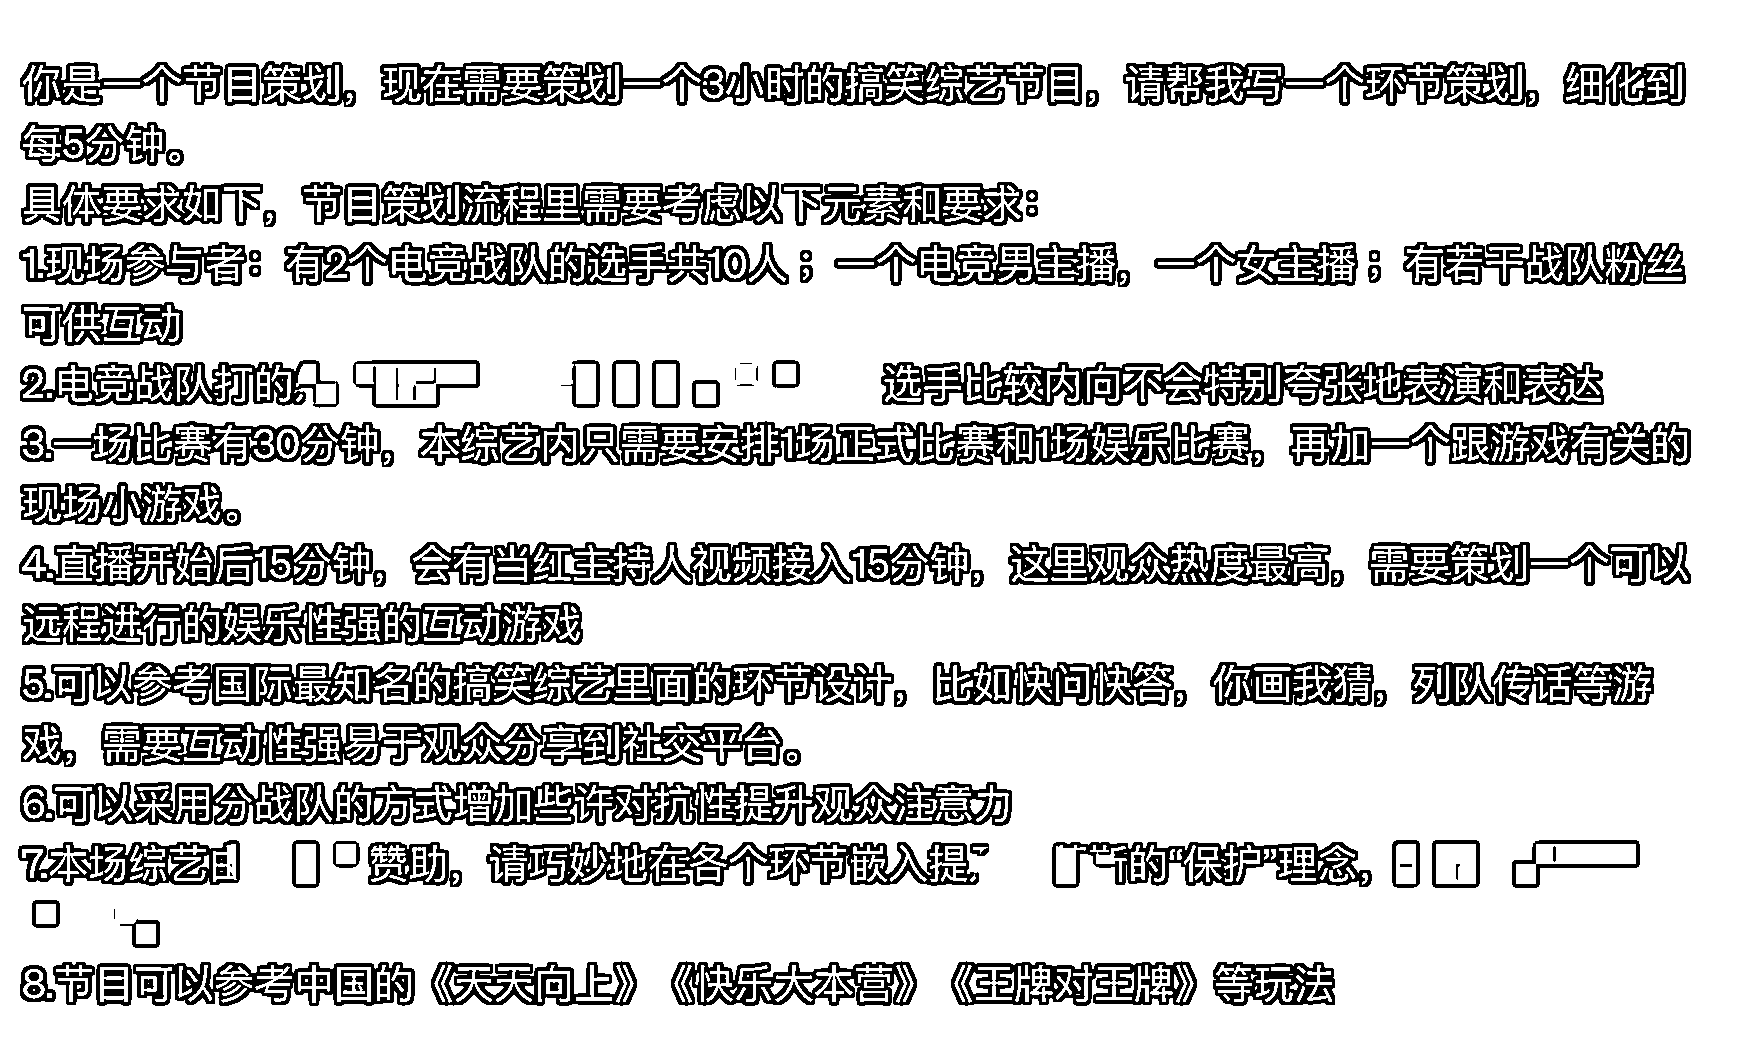 你是一个节目策划，现在需要策划一个3小时的搞笑综艺节目，请帮我写一个环节策划，细化到
每5分钟。
具体要求如下，节目策划流程里需要考虑以下元素和要求：
1.现场参与者：有2个电竞战队的选手共10人；一个电竞男主播，一个女主播；有若干战队粉丝
可供互动
2.电竞战队打的 选手比较内向不会特别夸张地表演和表达
3.一场比赛有30分钟，本综艺内只需要安排1场正式比赛和1场娱乐比赛，再加一个跟游戏有关的
现场小游戏。
4.直播开始后15分钟，会有当红主持人视频接入15分钟，这里观众热度最高，需要策划一个可以
远程进行的娱乐性强的互动游戏
5.可以参考国际最知名的搞笑综艺里面的环节设计，比如快问快答，你画我猜，列队传话等游
戏，需要互动性强易于观众分享到社交平台。
6.可以采用分战队的方式增加些许对抗性提升观众注意力
7.本场综艺由 赞助，请巧妙地在各个环节嵌入提 的“保护”理念，
8.节目可以参考中国的《天天向上》《快乐大本营》《王牌对王牌》等玩法